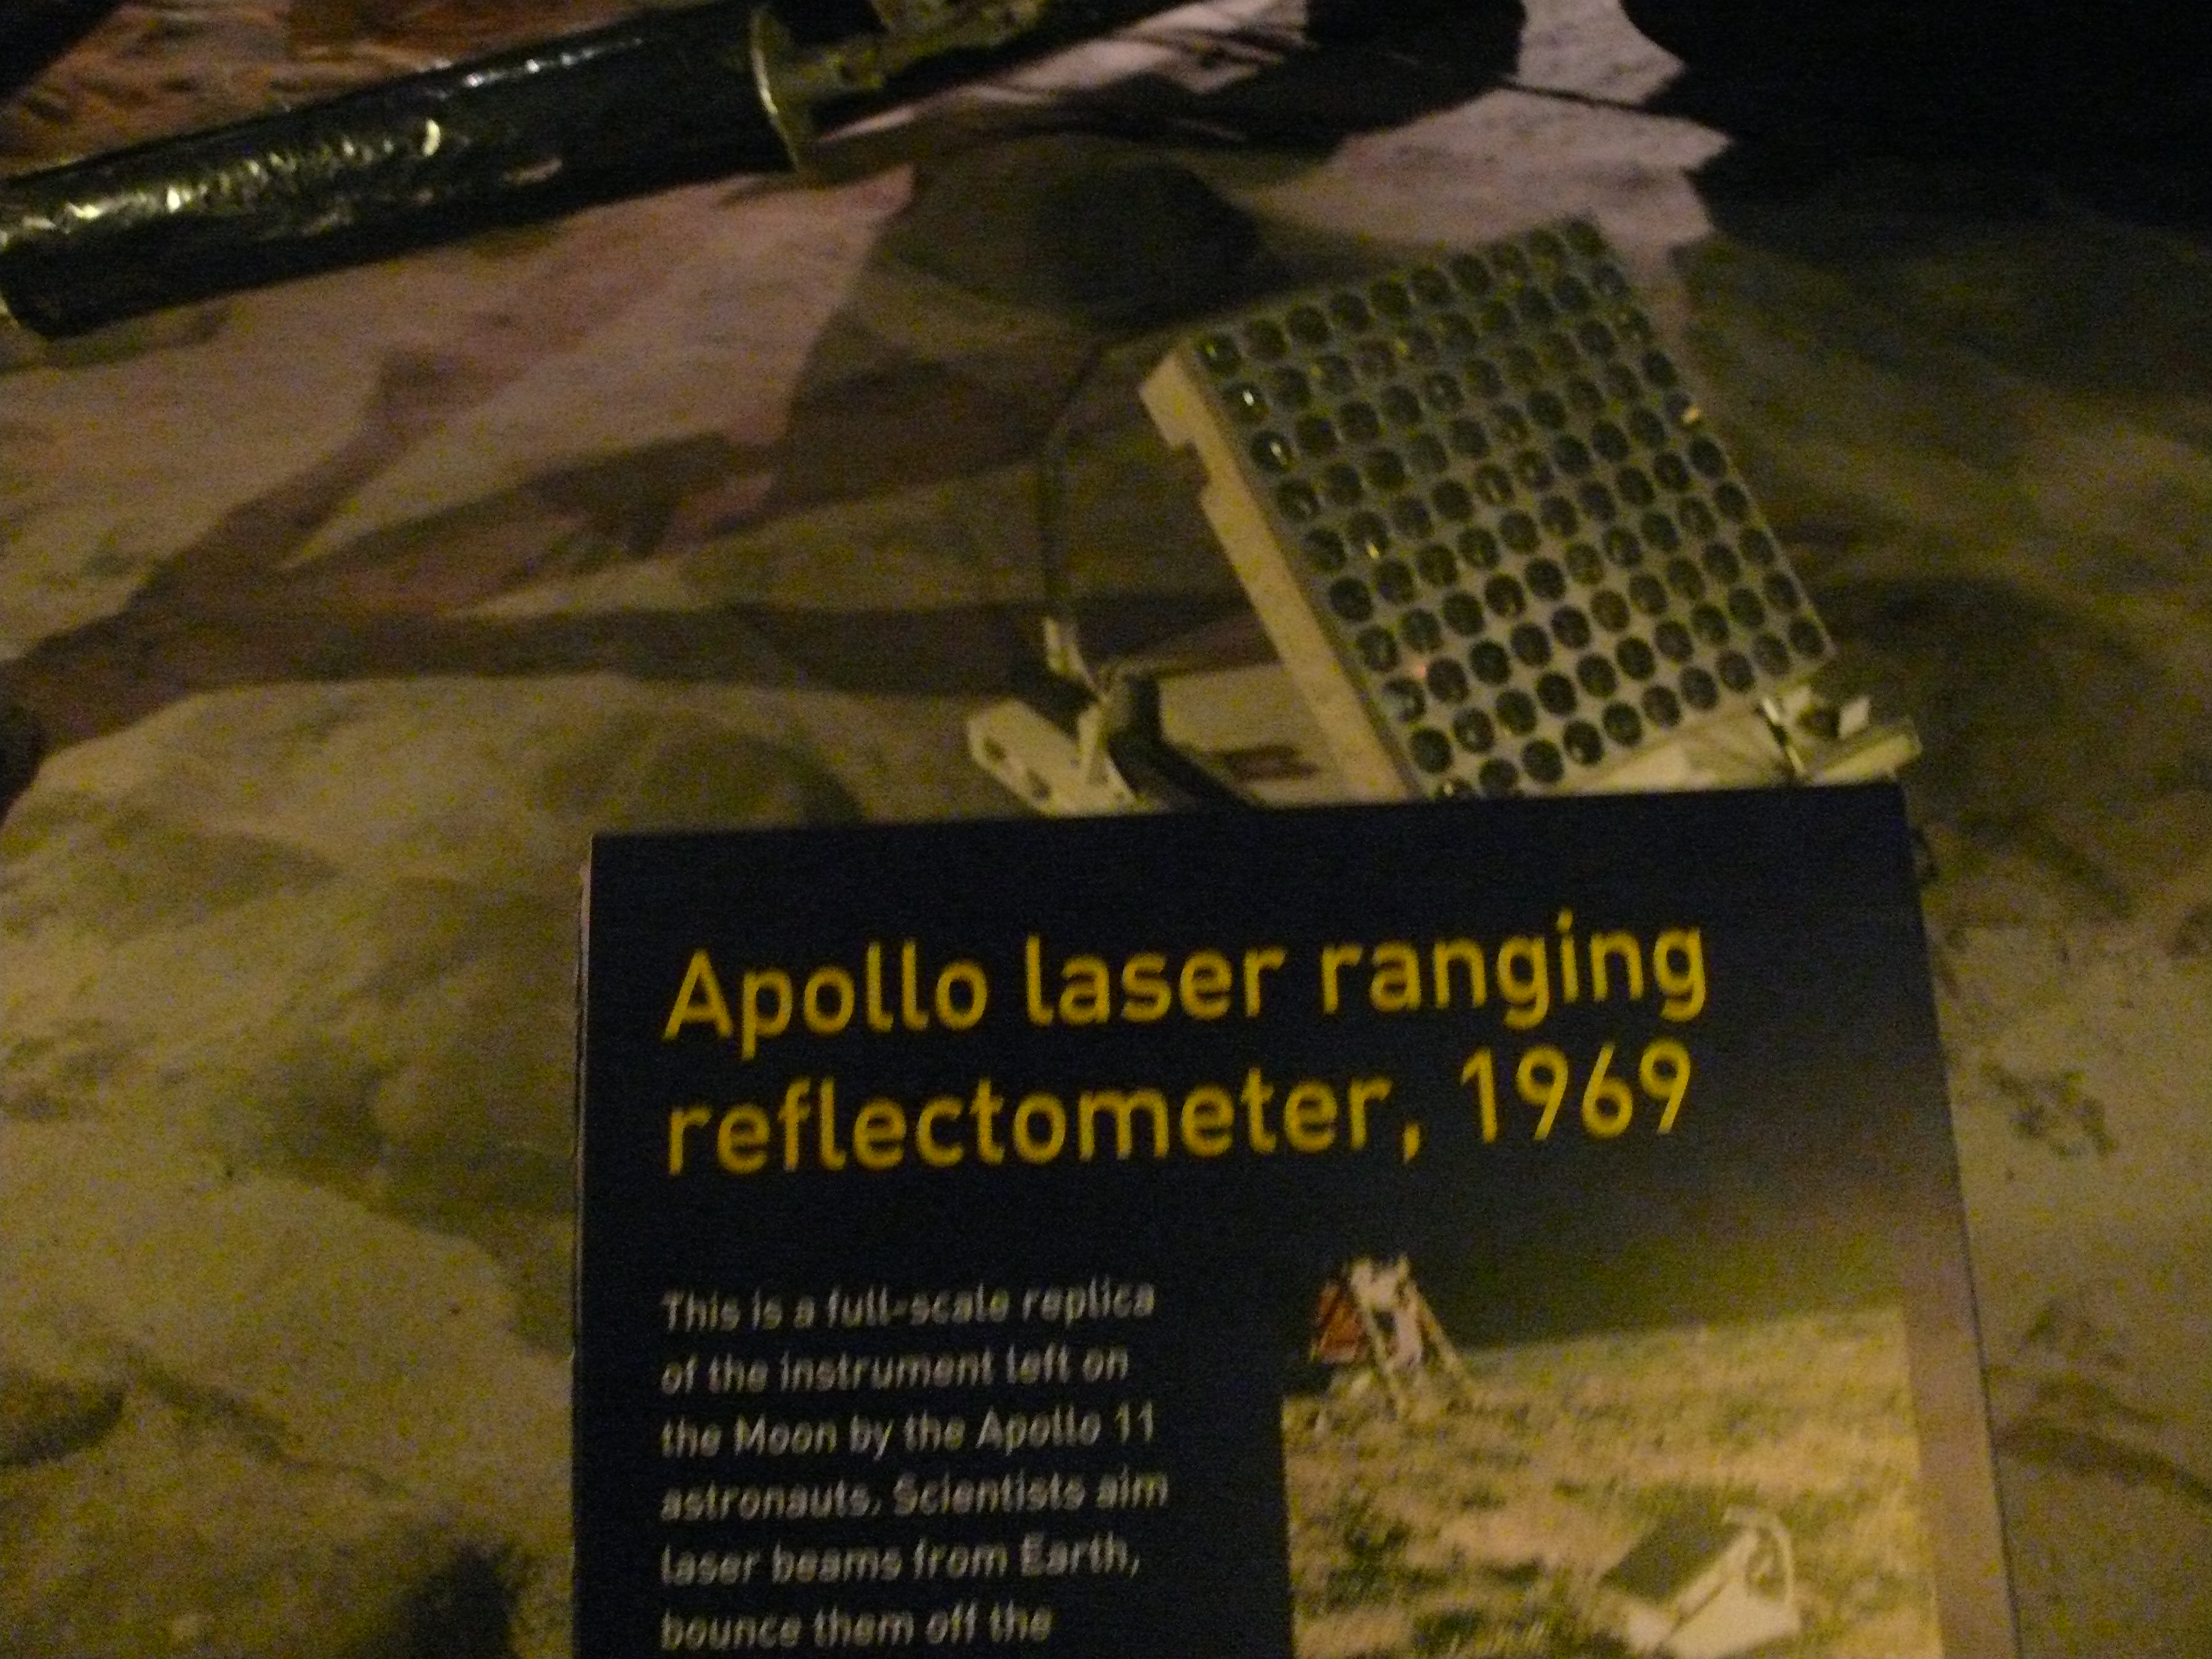 Apollo laser ranging
reflectometer, 1969
This is a full-scale replica
of the instrument left on
the Moon by the Apollo 11
astronauts. Scientists aim
laser beams from Earth,
bounce them off the